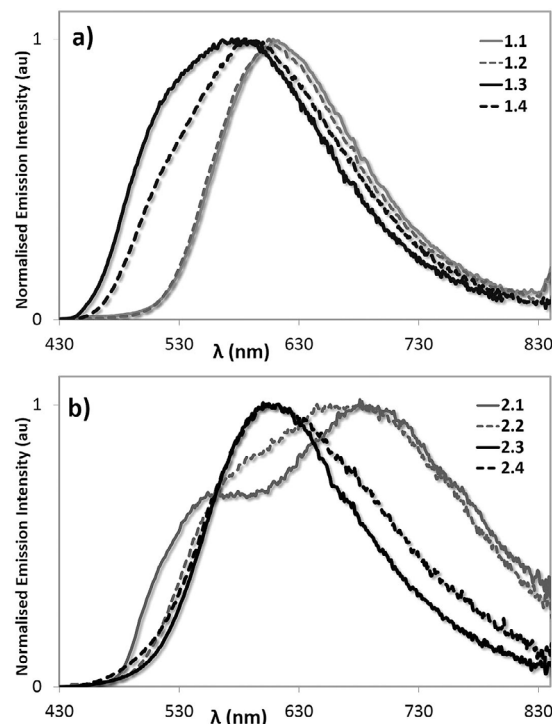 a)
1.1
1.2
1.3
1.4
Normalised Emission Intensity (au)
1
0
430 530 630 730 830
λ (nm)
b)
2.1
2.2
2.3
2.4
Normalised Emission Intensity (au)
1
0
430 530 630 730 830
λ (nm)